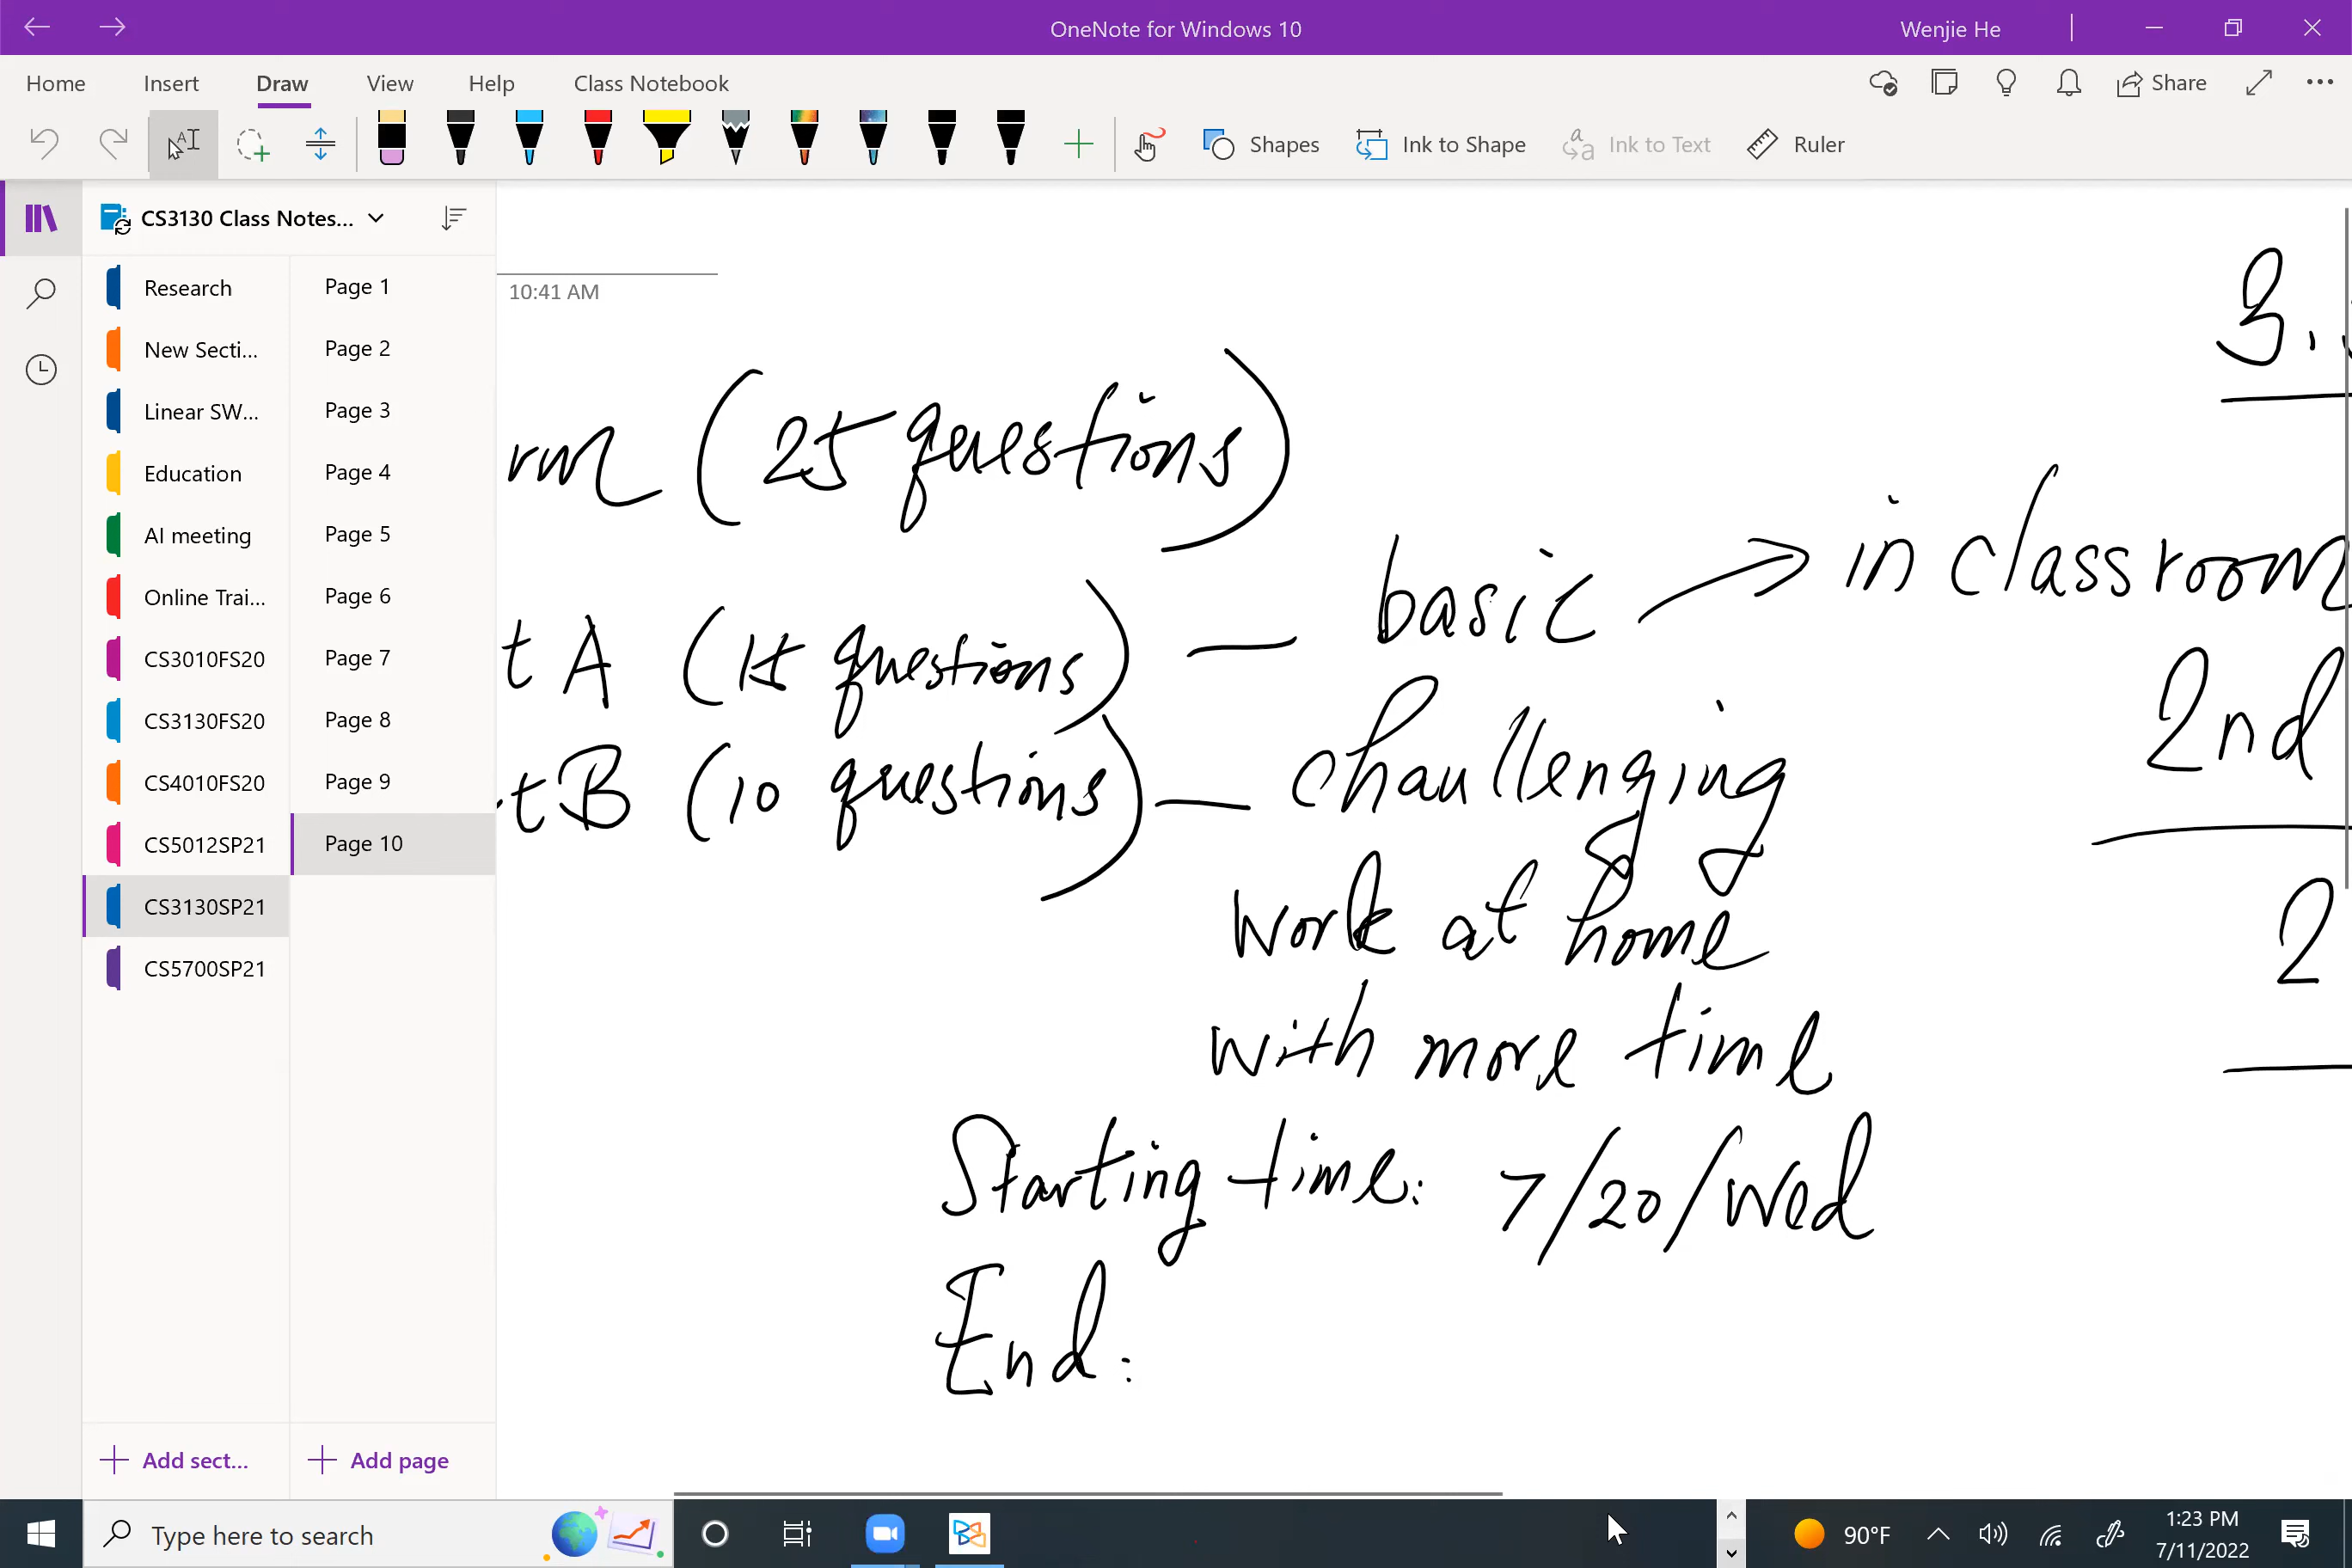 OneNote for Windows 10
Wenjie He
Home Insert Draw View Help Class Notebook
Share
Shapes Ink to Shape Ink to Text Ruler
CS3130 Class Notes...
Research
New Secti...
Linear SW...
Education
AI meeting
Online Trai...
CS3010FS20
CS3130FS20
CS4010FS20
CS5012SP21
CS3130SP21
CS5700SP21
Add sect...
Page 1
Page 2
Page 3
Page 4
Page 5
Page 6
Page 7
Page 8
Page 9
Page 10
Add page
10:41 AM
(25 questions)
t A (15 questions) — basic → in classroom
tB (10 questions) — challenging
work at home
with more time
Starting time: 7/20/Wed
End:
3.
2nd
2
Type here to search
90°F
1:23 PM
7/11/2022